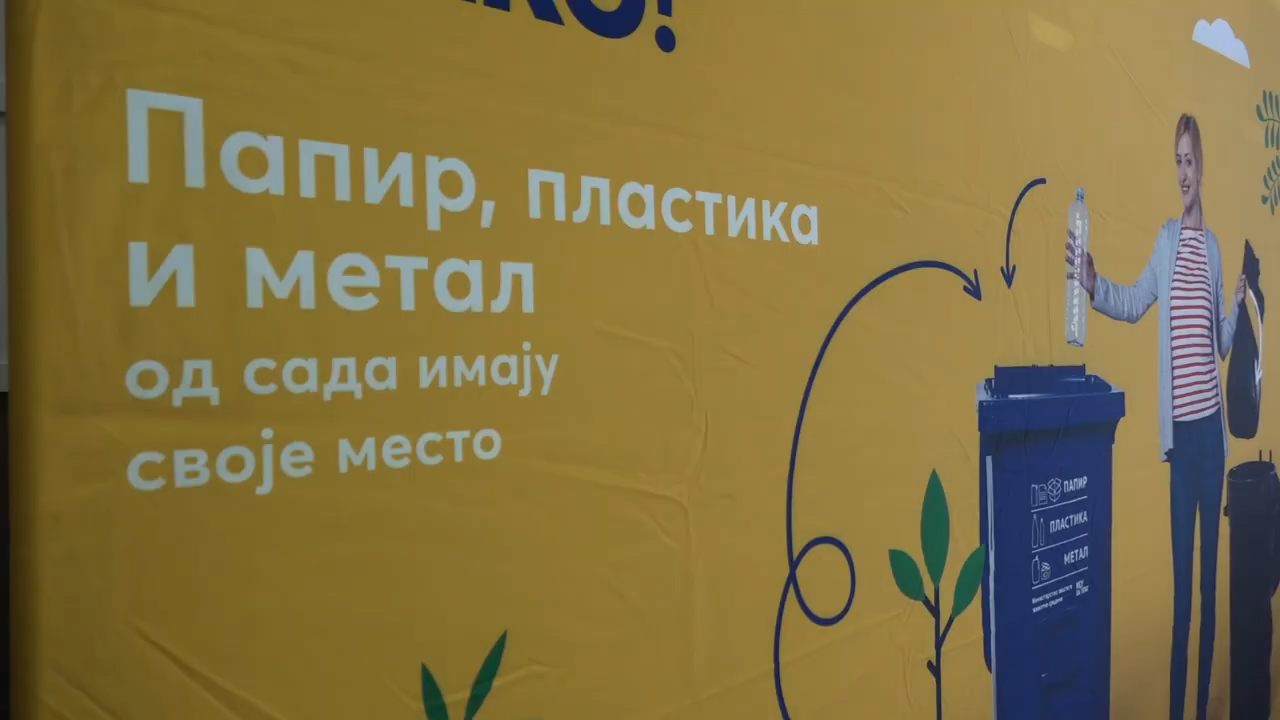 Папир, пластика
и метал
од сада имају
своје место
ПАПИР
ПЛАСТИКА
МЕТАЛ